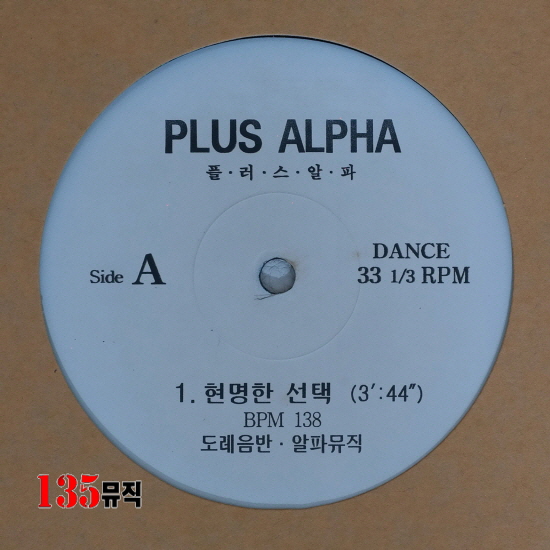 PLUS ALPHA
플·러·스·알·파
Side A
DANCE
33 1/3 RPM
1. 현명한 선택 (3':44")
BPM 138
도레음반·알파뮤직
135뮤직